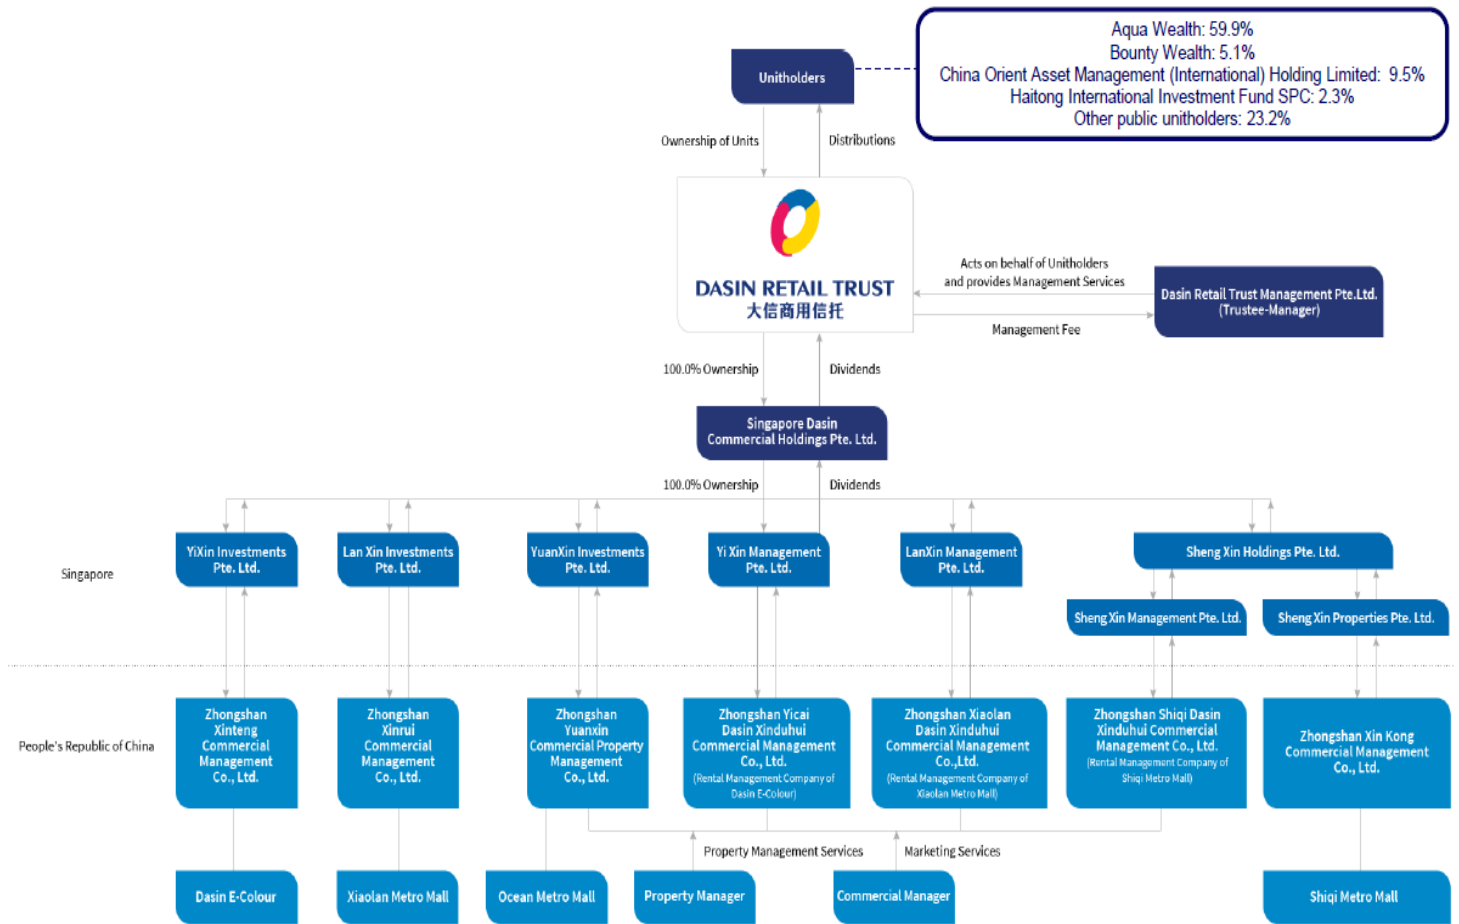 Aqua Wealth: 59.9%
Bounty Wealth: 5.1%
China Orient Asset Management (International) Holding Limited:  9.5%
Haitong International Investment Fund SPC: 2.3%
Other public unitholders: 23.2%
Unitholders
Ownership of Units
Distributions
DASIN RETAIL TRUST
大信商用信托
Acts on behalf of Unitholders
and provides Management Services
Management Fee
Dasin Retail Trust Management Pte.Ltd.
(Trustee-Manager)
100.0% Ownership
Dividends
Singapore Dasin
Commercial Holdings Pte. Ltd.
100.0% Ownership
Dividends
Singapore
YiXin Investments
Pte. Ltd.
Lan Xin Investments
Pte. Ltd.
YuanXin Investments
Pte. Ltd.
Yi Xin Management
Pte. Ltd.
LanXin Management
Pte. Ltd.
Sheng Xin Holdings Pte. Ltd.
Sheng Xin Management Pte. Ltd.
Sheng Xin Properties Pte. Ltd.
People's Republic of China
Zhongshan
Xinteng
Commercial
Management
Co., Ltd.
Zhongshan
Xinrui
Commercial
Management
Co., Ltd.
Zhongshan
Yuanxin
Commercial Property
Management
Co., Ltd.
Zhongshan Yicai
Dasin Xinduhui
Commercial Management
Co., Ltd.
(Rental Management Company of
Dasin E-Colour)
Zhongshan Xiaolan
Dasin Xinduhui
Commercial Management
Co.,Ltd.
(Rental Management Company of
Xiaolan Metro Mall)
Zhongshan Shiqi Dasin
Xinduhui Commercial
Management Co., Ltd.
(Rental Management Company of
Shiqi Metro Mall)
Zhongshan Xin Kong
Commercial Management
Co., Ltd.
Property Management Services
Marketing Services
Dasin E-Colour
Xiaolan Metro Mall
Ocean Metro Mall
Property Manager
Commercial Manager
Shiqi Metro Mall